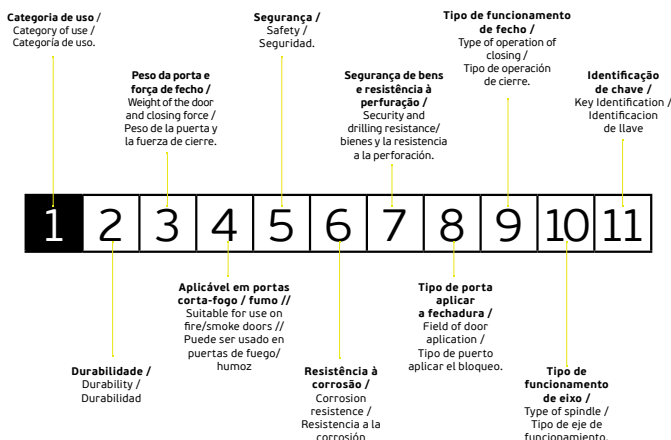 Categoria de uso /
Category of use /
Categoría de uso.
Peso da porta e
força de fecho /
Weight of the door
and closing force /
Peso de la puerta y
la fuerza de cierre.
Segurança /
Safety /
Seguridad.
Segurança de bens
e resistência à
perfuração /
Security and
drilling resistance/
bienes y la resistencia
a la perforación.
Tipo de funcionamento
de fecho /
Type of operation of
closing /
Tipo de operación
de cierre.
Identificação
de chave /
Key Identification /
Identificacion
de llave
1 2 3 4 5 6 7 8 9 10 11
Durabilidade /
Durability /
Durabilidad
Aplicável em portas
corta-fogo / fumo //
Suitable for use on
fire/smoke doors //
Puede ser usado en
puertas de fuego/
humoz
Resistência à
corrosão /
Corrosion
resistence /
Resistencia a la
corrosión
Tipo de porta
aplicar
a fechadura /
Field of door
aplication /
Tipo de puerto
aplicar el bloqueo.
Tipo de
funcionamento
de eixo /
Type of spindle /
Tipo de eje de
funcionamiento.